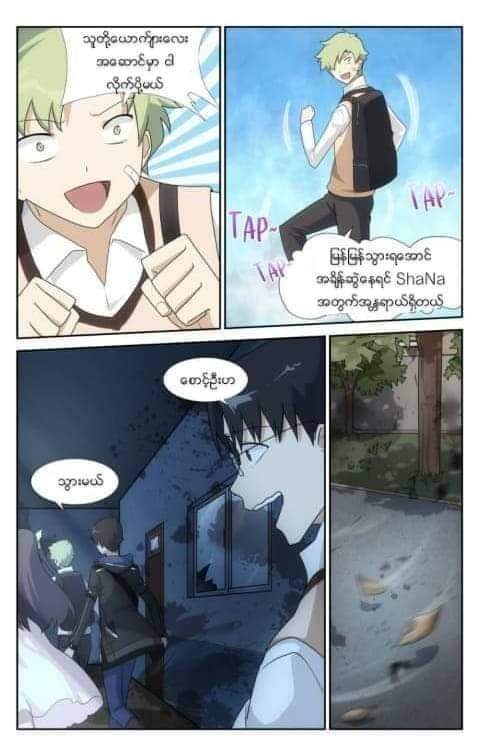 သူတို့ယောက်ျားလေး
အဆောင်မှာ ငါ
လိုက်ပို့မယ်
TAP~
TAP~
TAP~
မြန်မြန်သွားရအောင်
အချိန်ဆွဲနေရင် ShaNa
အတွက်အန္တရာယ်ရှိတယ်
စောင့်ဦးဟ
သွားမယ်